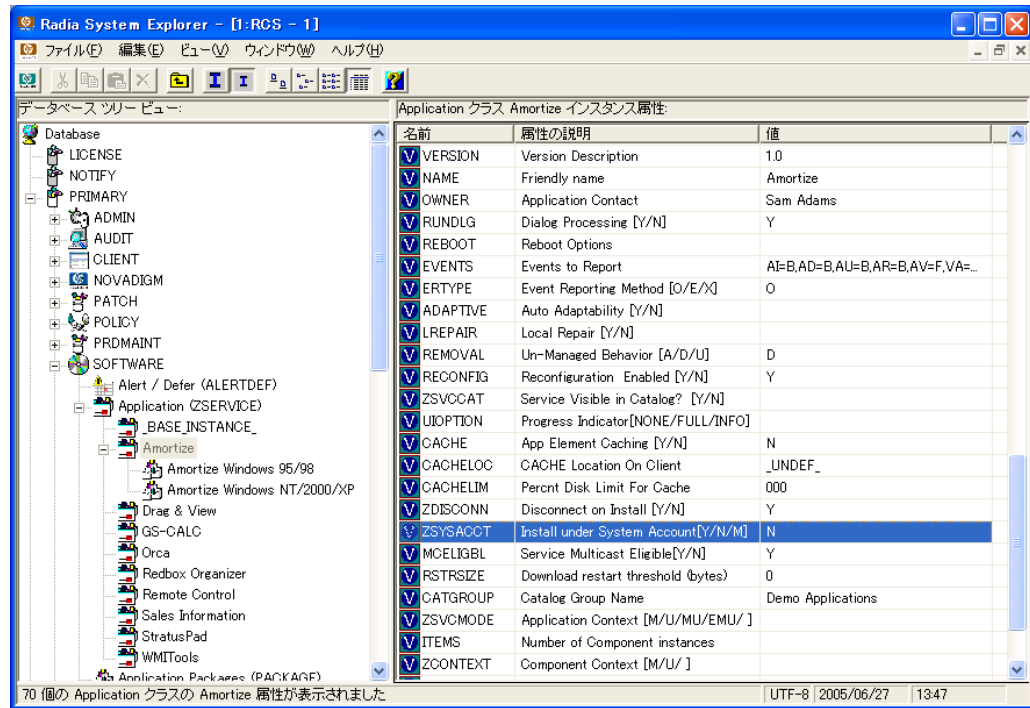 Radia System Explorer - [1:RCS - 1]
ファイル(F) 編集(E) ビュー(V) ウィンドウ(W) ヘルプ(H)
データベース ツリー ビュー:
Database
LICENSE
NOTIFY
PRIMARY
ADMIN
AUDIT
CLIENT
NOVADIGM
PATCH
POLICY
PRDMAINT
SOFTWARE
Alert / Defer (ALERTDEF)
Application (ZSERVICE)
_BASE_INSTANCE_
Amortize
Amortize Windows 95/98
Amortize Windows NT/2000/XP
Drag & View
GS-CALC
Orca
Redbox Organizer
Remote Control
Sales Information
StratusPad
WMITools
Application Packages (PACKAGE)
Application クラス Amortize インスタンス属性:
名前 属性の説明 値
VERSION Version Description 1.0
NAME Friendly name Amortize
OWNER Application Contact Sam Adams
RUNDLG Dialog Processing [Y/N] Y
REBOOT Reboot Options
EVENTS Events to Report AI=B,AD=B,AU=B,AR=B,AV=F,VA=...
ERTYPE Event Reporting Method [O/E/X] O
ADAPTIVE Auto Adaptability [Y/N]
LREPAIR Local Repair [Y/N]
REMOVAL Un-Managed Behavior [A/D/U] D
RECONFIG Reconfiguration Enabled [Y/N] Y
ZSVCCAT Service Visible in Catalog? [Y/N]
UIOPTION Progress Indicator[NONE/FULL/INFO]
CACHE App Element Caching [Y/N] N
CACHELOC CACHE Location On Client _UNDEF_
CACHELIM Percnt Disk Limit For Cache 000
ZDISCONN Disconnect on Install [Y/N] Y
ZSYSACCT Install under System Account[Y/N/M] N
MCELIGBL Service Multicast Eligible[Y/N] Y
RSTRSIZE Download restart threshold (bytes) 0
CATGROUP Catalog Group Name Demo Applications
ZSVCMODE Application Context [M/U/MU/EMU/ ]
ITEMS Number of Component instances
ZCONTEXT Component Context [M/U/ ]
70 個の Application クラスの Amortize 属性が表示されました UTF-8 2005/06/27 13:47